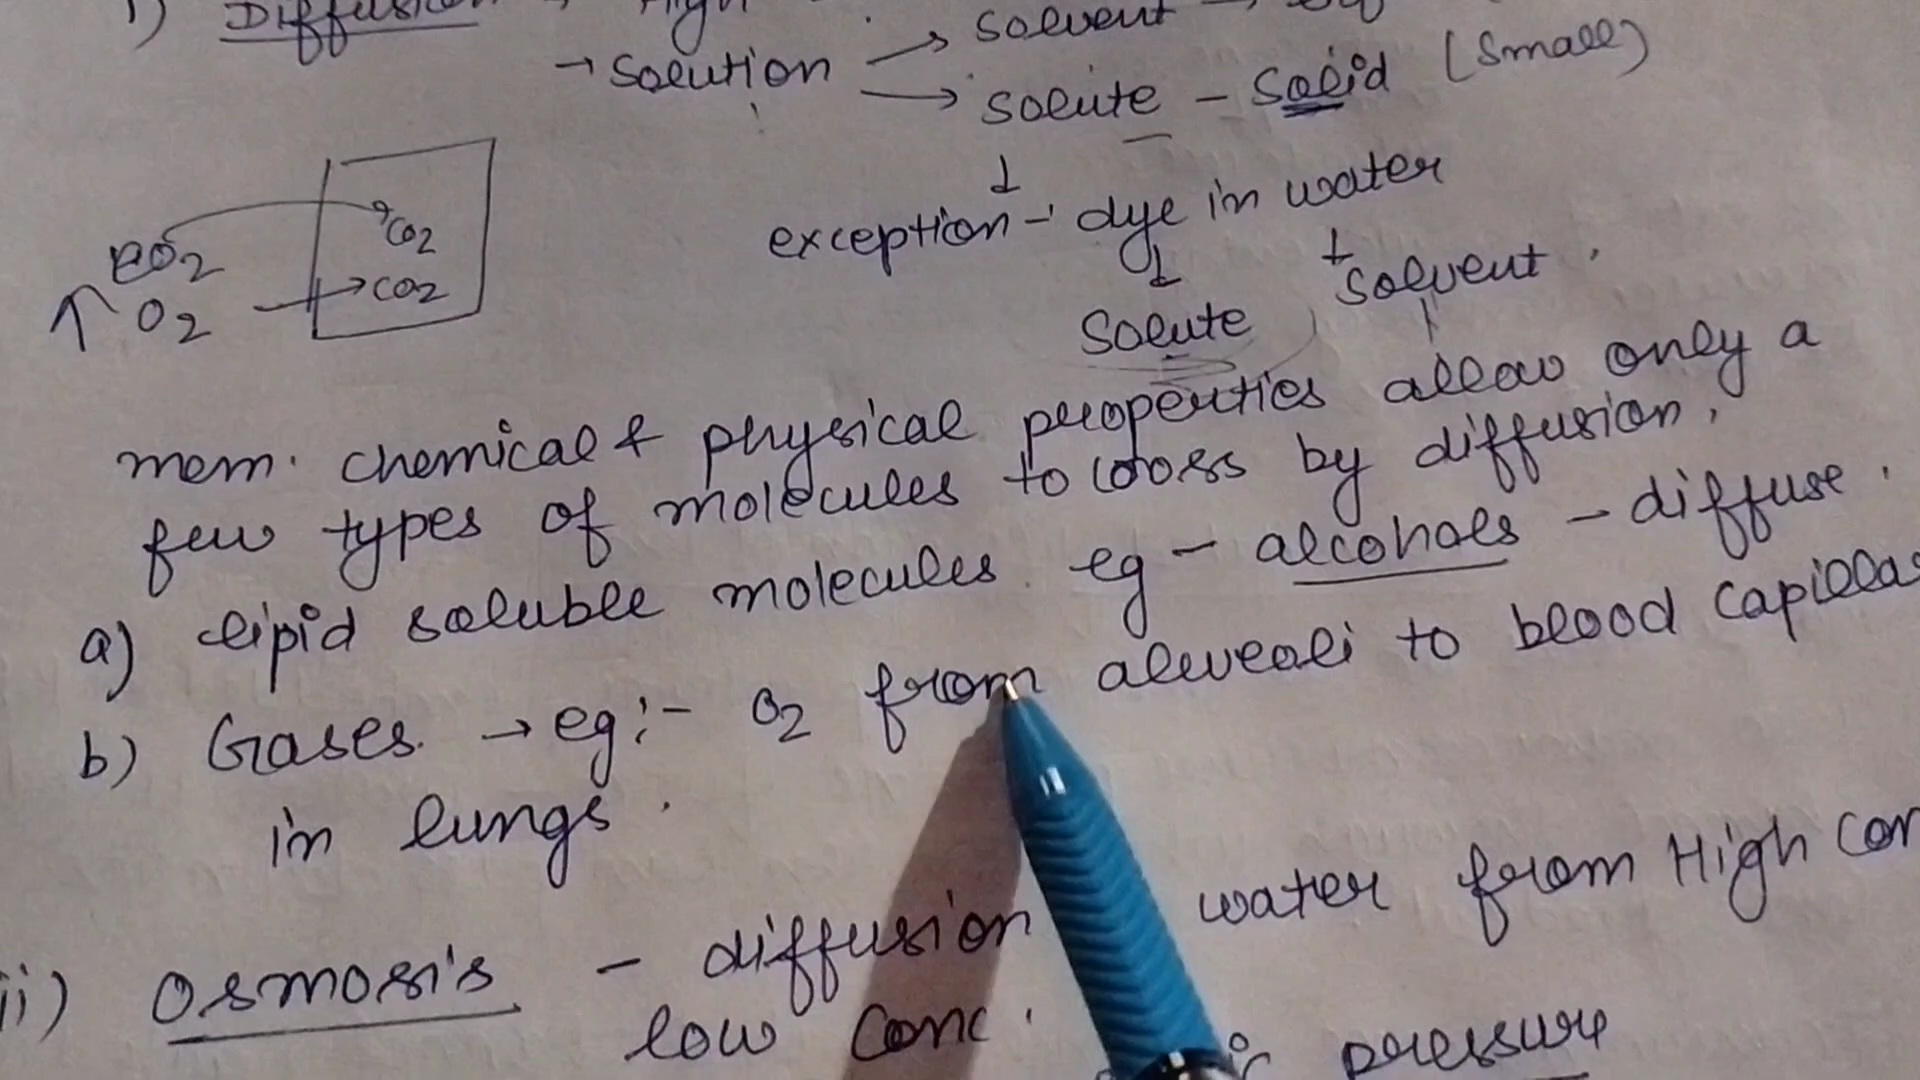 i) Diffusion → High
→ Solution → Solvent →
→ Solute - Solid (Small)
↓
exception - dye in water
↓ ↓
Solute Solvent.
CO2 CO2
↑ O2 → CO2
mem. chemical & physical properties allow only a
few types of molecules to cross by diffusion.
a) lipid soluble molecules eg - alcohols - diffuse.
b) Gases. → eg:- O2 from alveoli to blood
in lungs.
ii) Osmosis - diffusion water from High
low Conc.
pressure